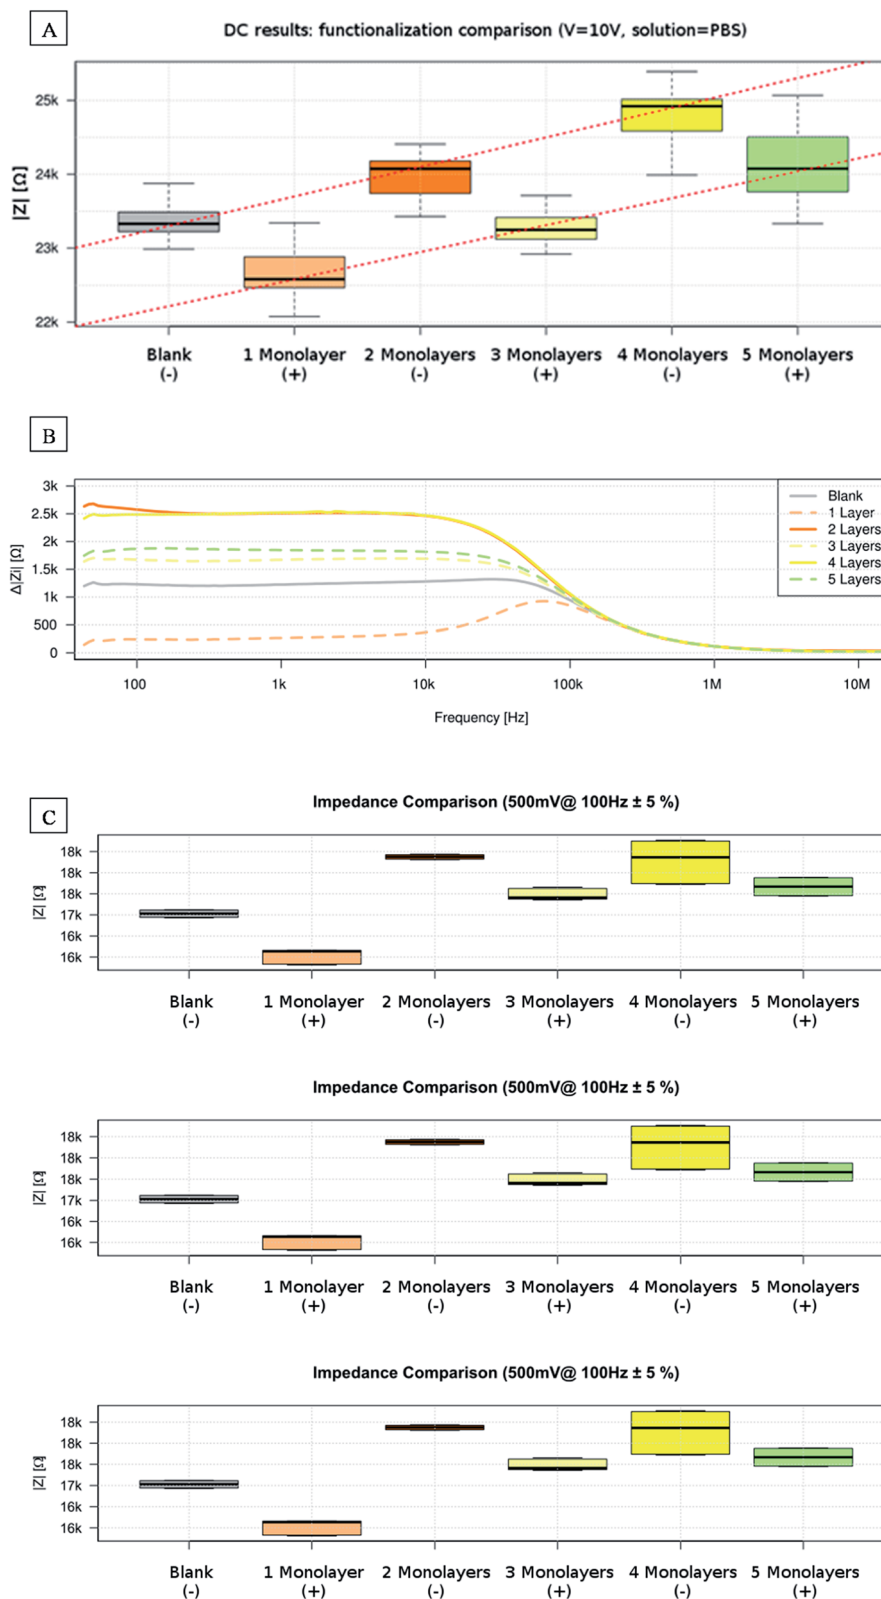 A
DC results: functionalization comparison (V=10V, solution=PBS)
|Z| [Ω]
25k
24k
23k
22k
Blank 1 Monolayer 2 Monolayers 3 Monolayers 4 Monolayers 5 Monolayers
(-) (+) (-) (+) (-) (+)
B
Δ|Z| [Ω]
3k
2.5k
2k
1.5k
1k
500
0
Blank
1 Layer
2 Layers
3 Layers
4 Layers
5 Layers
100 1k 10k 100k 1M 10M
Frequency [Hz]
C
Impedance Comparison (500mV@ 100Hz ± 5 %)
|Z| [Ω]
18k
18k
18k
17k
16k
16k
Blank 1 Monolayer 2 Monolayers 3 Monolayers 4 Monolayers 5 Monolayers
(-) (+) (-) (+) (-) (+)
Impedance Comparison (500mV@ 100Hz ± 5 %)
|Z| [Ω]
18k
18k
18k
17k
16k
16k
Blank 1 Monolayer 2 Monolayers 3 Monolayers 4 Monolayers 5 Monolayers
(-) (+) (-) (+) (-) (+)
Impedance Comparison (500mV@ 100Hz ± 5 %)
|Z| [Ω]
18k
18k
18k
17k
16k
16k
Blank 1 Monolayer 2 Monolayers 3 Monolayers 4 Monolayers 5 Monolayers
(-) (+) (-) (+) (-) (+)